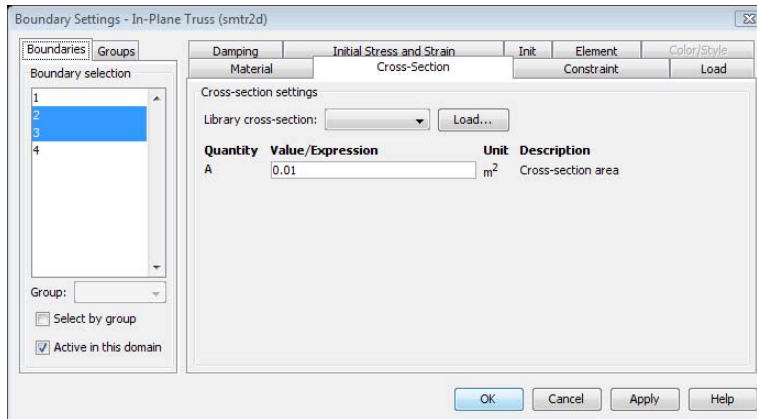 Boundary Settings - In-Plane Truss (smtr2d)
Boundaries Groups
Boundary selection
1
2
3
4
Group:
Select by group
Active in this domain
Damping Initial Stress and Strain Init Element Color/Style
Material Cross-Section Constraint Load
Cross-section settings
Library cross-section: Load...
Quantity Value/Expression Unit Description
A 0.01 m² Cross-section area
OK Cancel Apply Help